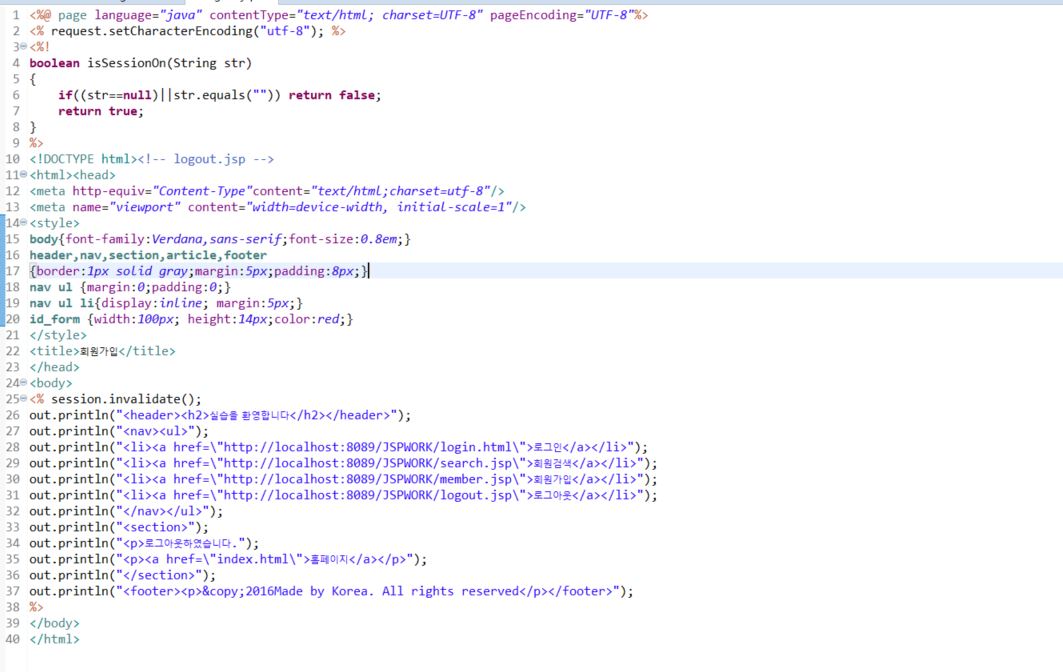 1 <%@ page language="java" contentType="text/html; charset=UTF-8" pageEncoding="UTF-8"%>
2 <% request.setCharacterEncoding("utf-8"); %>
3 <%!
4 boolean isSessionOn(String str)
5 {
6 if((str==null)||str.equals("")) return false;
7 return true;
8 }
9 %>
10 <!DOCTYPE html><!-- logout.jsp -->
11 <html><head>
12 <meta http-equiv="Content-Type"content="text/html;charset=utf-8"/>
13 <meta name="viewport" content="width=device-width, initial-scale=1"/>
14 <style>
15 body{font-family:Verdana,sans-serif;font-size:0.8em;}
16 header,nav,section,article,footer
17 {border:1px solid gray;margin:5px;padding:8px;}
18 nav ul {margin:0;padding:0;}
19 nav ul li{display:inline; margin:5px;}
20 id_form {width:100px; height:14px;color:red;}
21 </style>
22 <title>회원가입</title>
23 </head>
24 <body>
25 <% session.invalidate();
26 out.println("<header><h2>실습을 환영합니다</h2></header>");
27 out.println("<nav><ul>");
28 out.println("<li><a href=\"http://localhost:8089/JSPWORK/login.html\">로그인</a></li>");
29 out.println("<li><a href=\"http://localhost:8089/JSPWORK/search.jsp\">회원검색</a></li>");
30 out.println("<li><a href=\"http://localhost:8089/JSPWORK/member.jsp\">회원가입</a></li>");
31 out.println("<li><a href=\"http://localhost:8089/JSPWORK/logout.jsp\">로그아웃</a></li>");
32 out.println("</nav></ul>");
33 out.println("<section>");
34 out.println("<p>로그아웃하였습니다.");
35 out.println("<p><a href=\"index.html\">홈페이지</a></p>");
36 out.println("</section>");
37 out.println("<footer><p>&copy;2016Made by Korea. All rights reserved</p></footer>");
38 %>
39 </body>
40 </html>